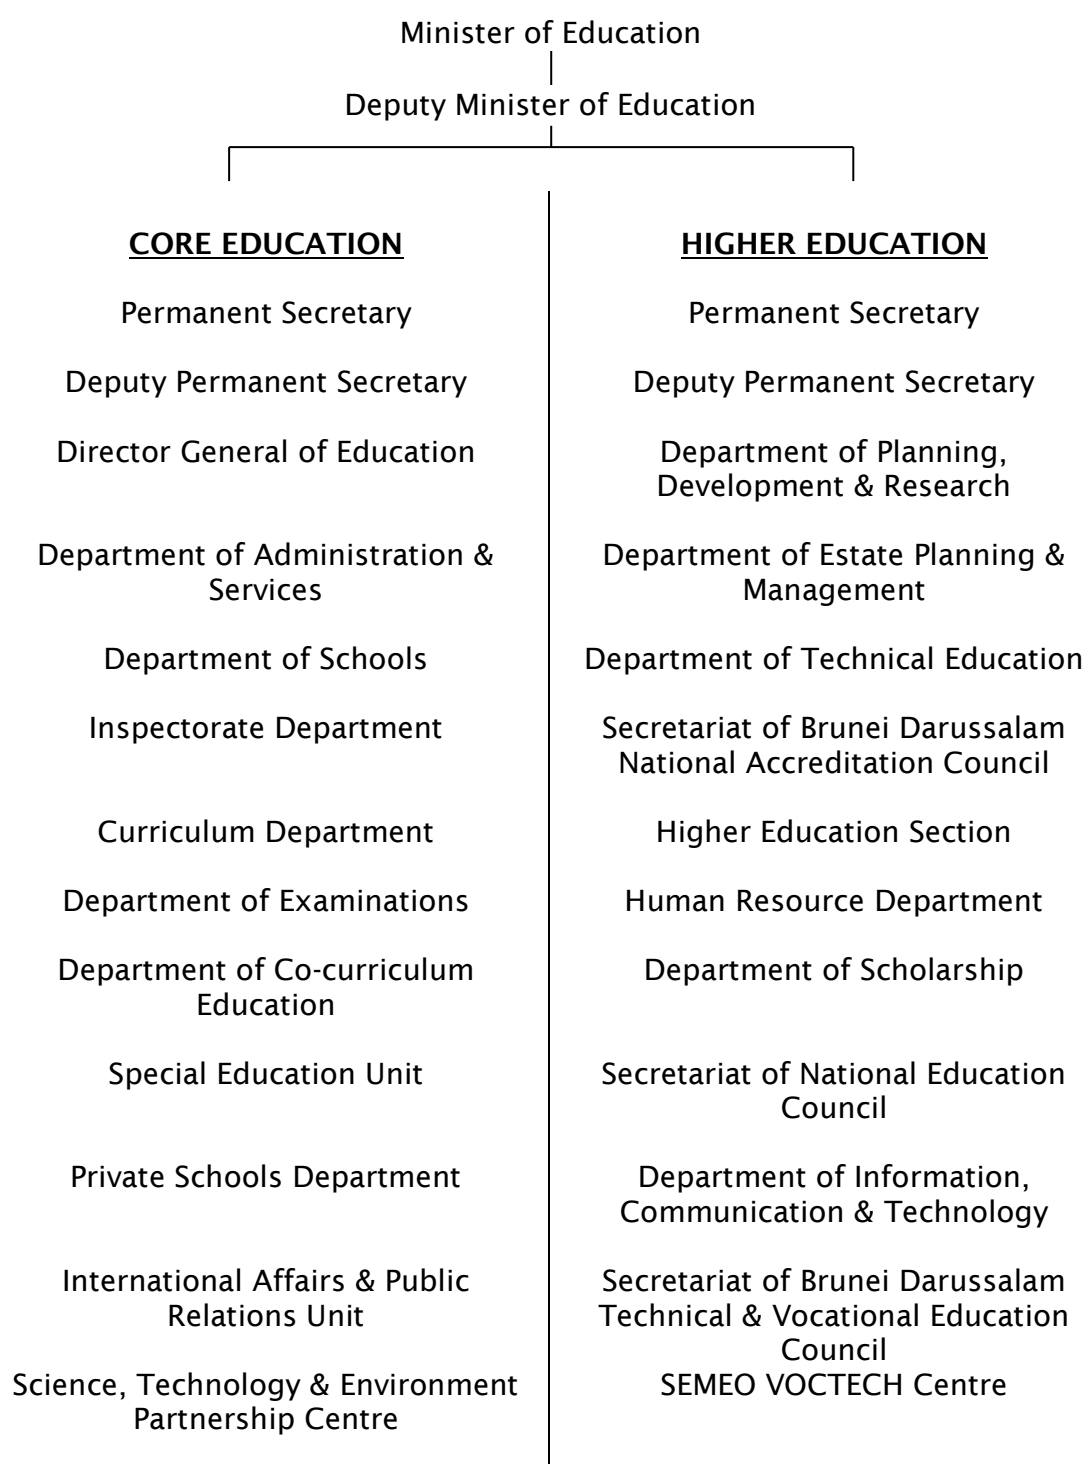 Minister of Education
Deputy Minister of Education
CORE EDUCATION
Permanent Secretary
Deputy Permanent Secretary
Director General of Education
Department of Administration &
Services
Department of Schools
Inspectorate Department
Curriculum Department
Department of Examinations
Department of Co-curriculum
Education
Special Education Unit
Private Schools Department
International Affairs & Public
Relations Unit
Science, Technology & Environment
Partnership Centre
HIGHER EDUCATION
Permanent Secretary
Deputy Permanent Secretary
Department of Planning,
Development & Research
Department of Estate Planning &
Management
Department of Technical Education
Secretariat of Brunei Darussalam
National Accreditation Council
Higher Education Section
Human Resource Department
Department of Scholarship
Secretariat of National Education
Council
Department of Information,
Communication & Technology
Secretariat of Brunei Darussalam
Technical & Vocational Education
Council
SEMEO VOCTECH Centre